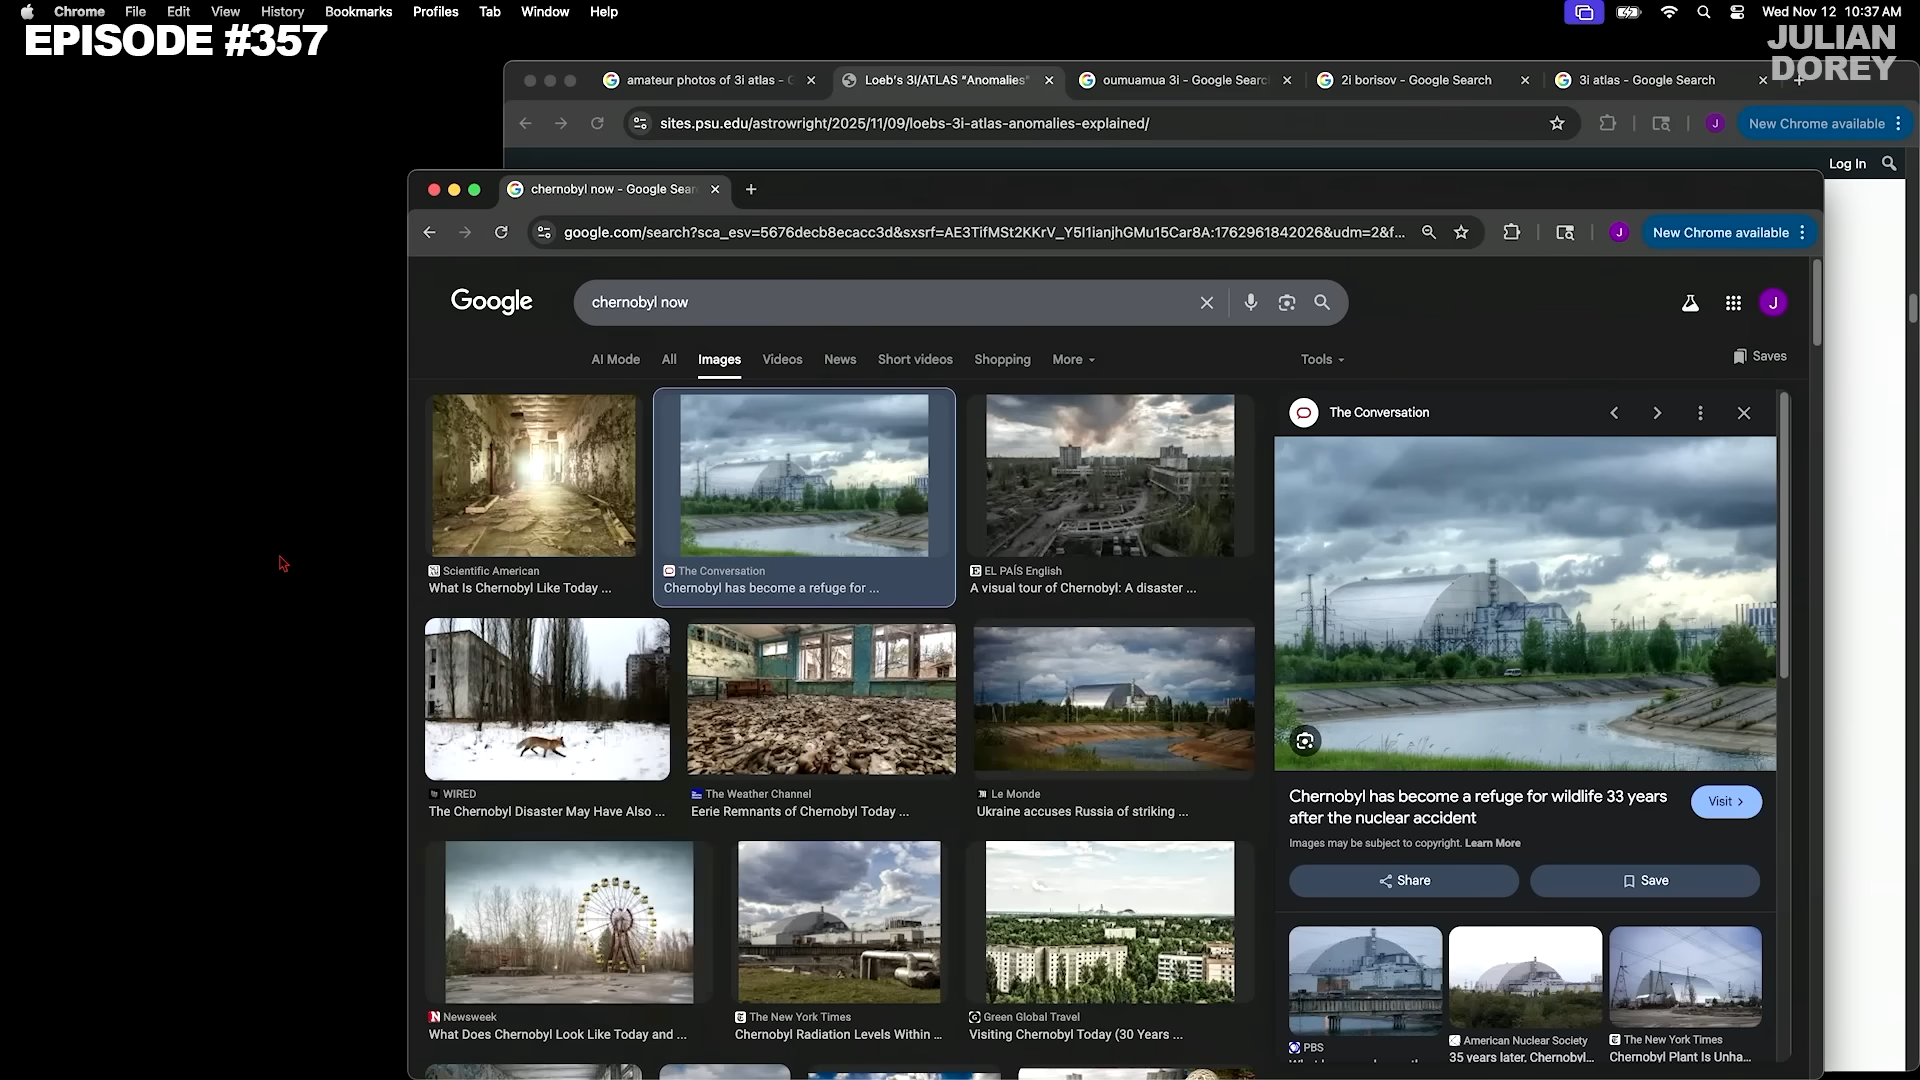 Chrome File Edit View History Bookmarks Profiles Tab Window Help
Wed Nov 12 10:37 AM
EPISODE #357
JULIAN
DOREY
amateur photos of 3i atlas -
Loeb's 3I/ATLAS "Anomalies"
oumuamua 3i - Google Searc
2i borisov - Google Search
3i atlas - Google Search
sites.psu.edu/astrowright/2025/11/09/loebs-3i-atlas-anomalies-explained/
J
New Chrome available
Log In
chernobyl now - Google Sear
google.com/search?sca_esv=5676decb8ecacc3d&sxsrf=AE3TifMSt2KKrV_Y5I1ianjhGMu15Car8A:1762961842026&udm=2&f...
J
New Chrome available
Google
chernobyl now
J
AI Mode All Images Videos News Short videos Shopping More Tools
Saves
The Conversation
Scientific American
What Is Chernobyl Like Today ...
The Conversation
Chernobyl has become a refuge for ...
EL PAÍS English
A visual tour of Chernobyl: A disaster ...
WIRED
The Chernobyl Disaster May Have Also ...
The Weather Channel
Eerie Remnants of Chernobyl Today ...
Le Monde
Ukraine accuses Russia of striking ...
Chernobyl has become a refuge for wildlife 33 years
after the nuclear accident
Visit
Images may be subject to copyright. Learn More
Share
Save
Newsweek
What Does Chernobyl Look Like Today and ...
The New York Times
Chernobyl Radiation Levels Within ...
Green Global Travel
Visiting Chernobyl Today (30 Years ...
PBS
American Nuclear Society
35 years later, Chernobyl...
The New York Times
Chernobyl Plant Is Unha...